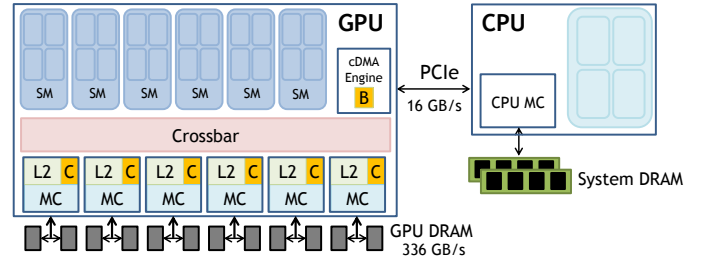 GPU
CPU
SM SM SM SM SM SM
cDMA
Engine
B
PCIe
16 GB/s
CPU MC
Crossbar
L2 C L2 C L2 C L2 C L2 C L2 C
MC MC MC MC MC MC
System DRAM
GPU DRAM
336 GB/s